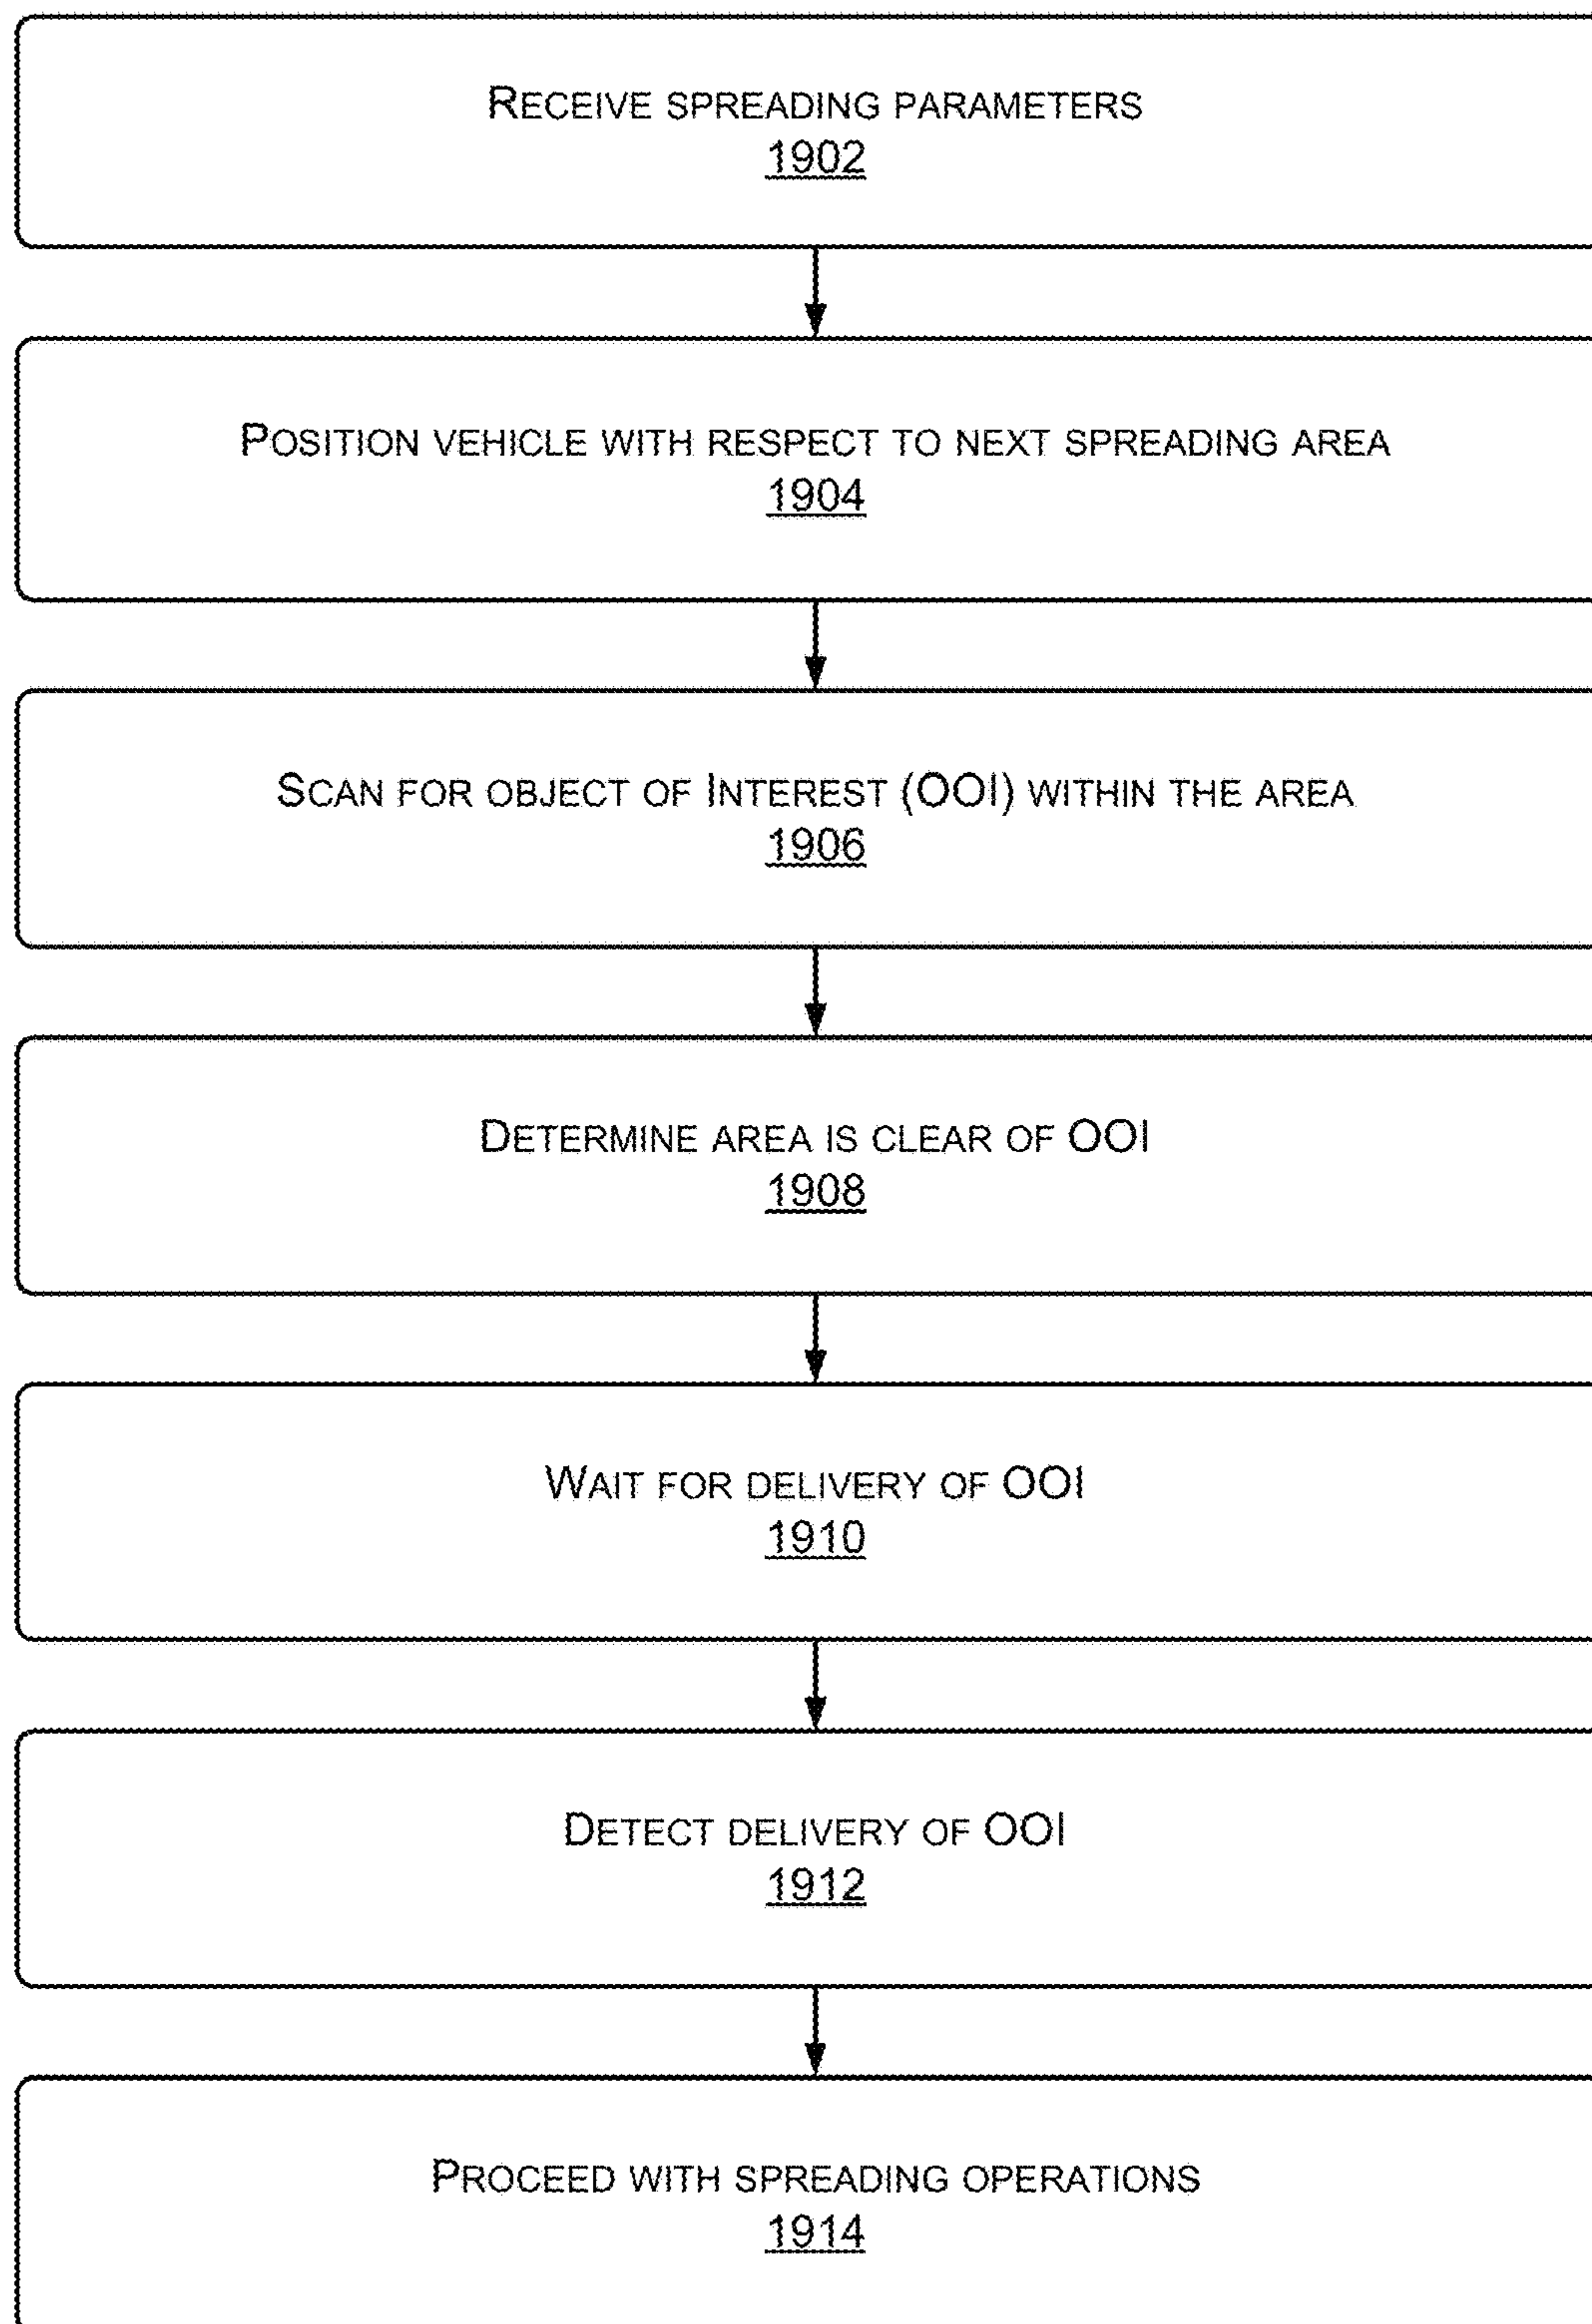 RECEIVE SPREADING PARAMETERS
1902
POSITION VEHICLE WITH RESPECT TO NEXT SPREADING AREA
1904
SCAN FOR OBJECT OF INTEREST (OOI) WITHIN THE AREA
1906
DETERMINE AREA IS CLEAR OF OOI
1908
WAIT FOR DELIVERY OF OOI
1910
DETECT DELIVERY OF OOI
1912
PROCEED WITH SPREADING OPERATIONS
1914